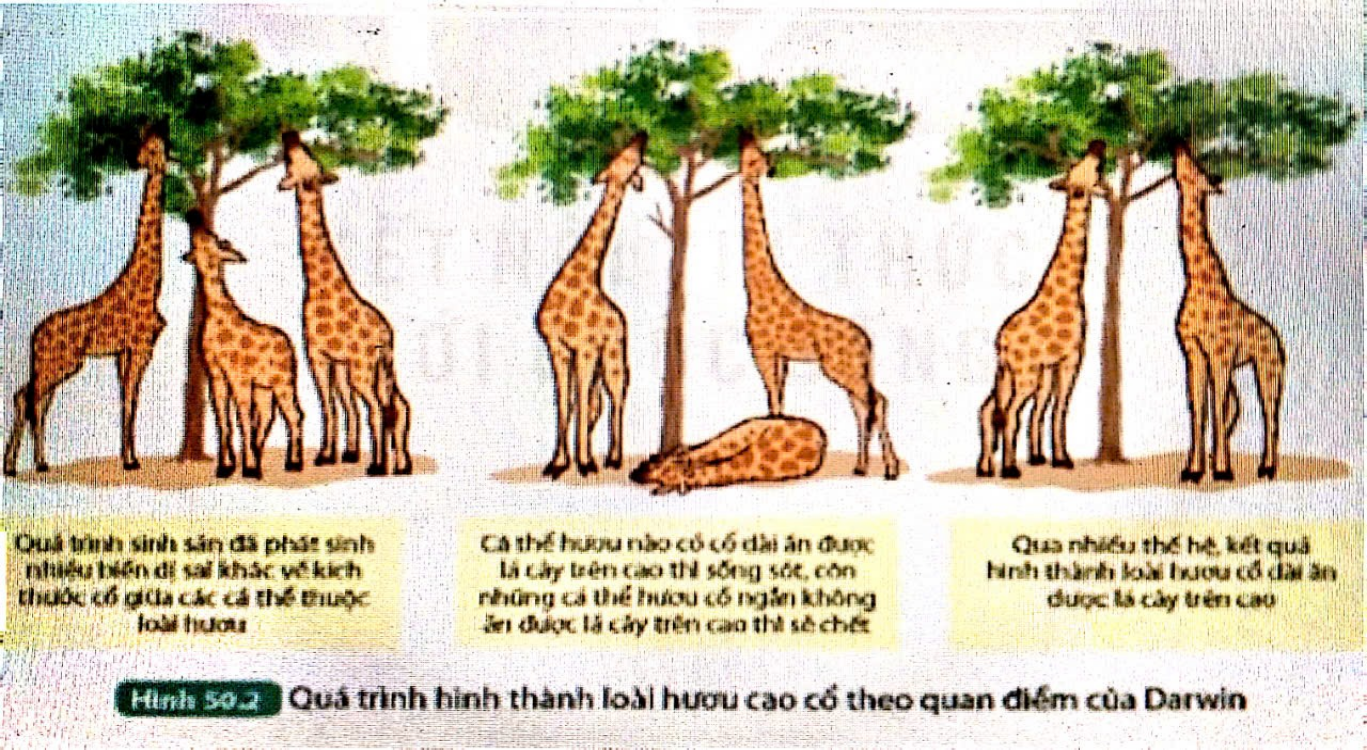 Quá trình sinh sản đã phát sinh
nhiều biến dị sai khác về kích
thước cổ giữa các cá thể thuộc
loài hươu
Cá thể hươu nào có cổ dài ăn được
lá cây trên cao thì sống sót, còn
những cá thể hươu cổ ngắn không
ăn được lá cây trên cao thì sẽ chết
Qua nhiều thế hệ, kết quả
hình thành loài hươu cổ dài ăn
được lá cây trên cao
Hình 50.2 Quá trình hình thành loài hươu cao cổ theo quan điểm của Darwin